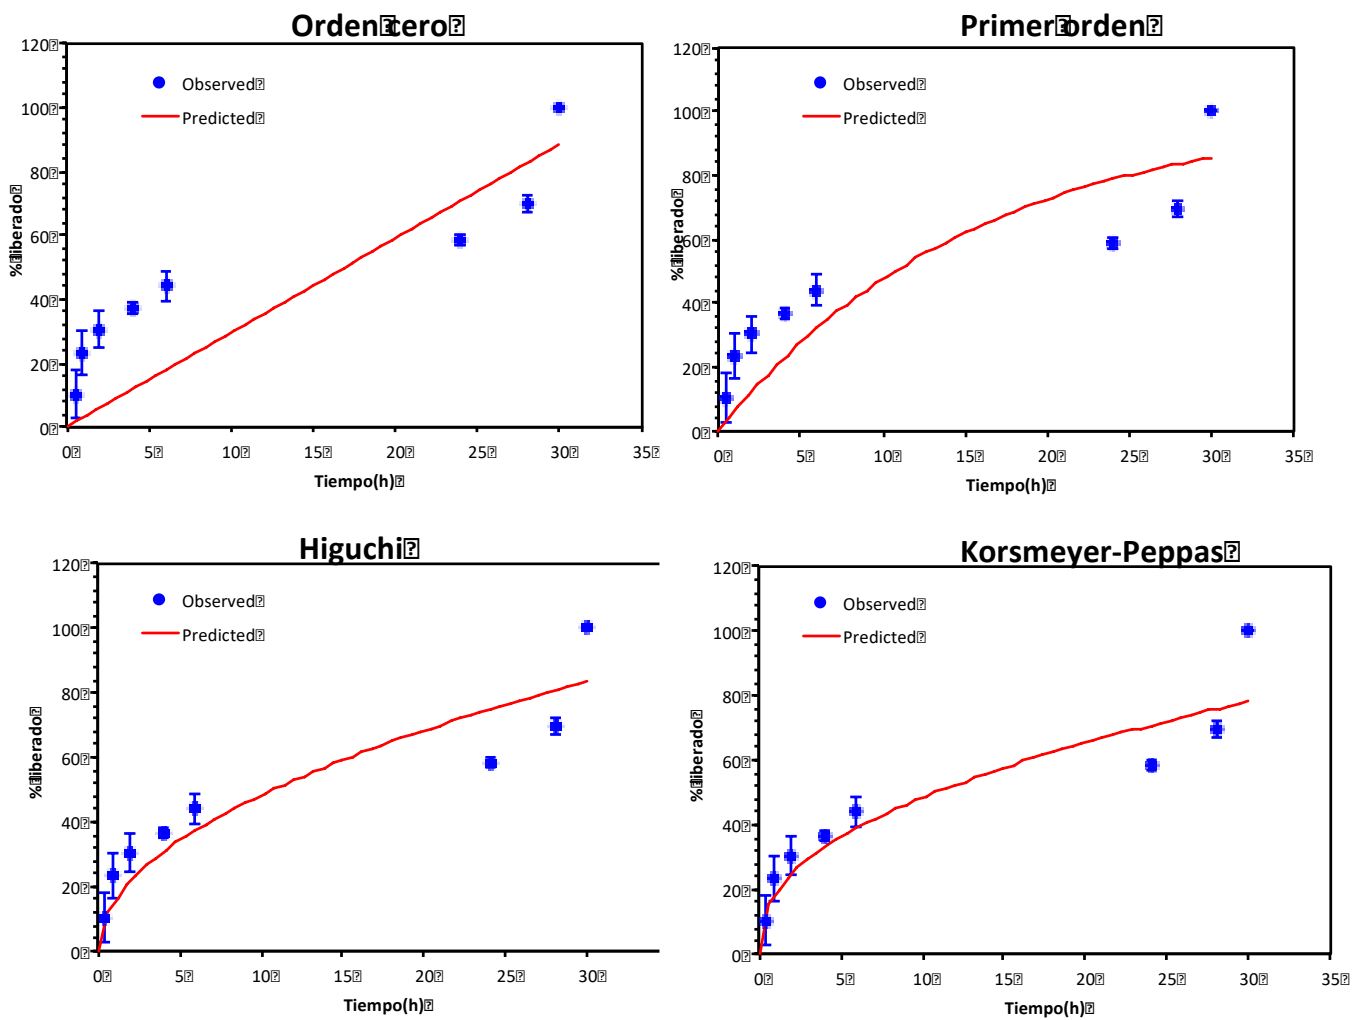 Orden cero
120
100
80
60
40
20
0
% liberado
Observed
Predicted
0 5 10 15 20 25 30 35
Tiempo(h)
Primer orden
120
100
80
60
40
20
0
% liberado
Observed
Predicted
0 5 10 15 20 25 30 35
Tiempo(h)
Higuchi
120
100
80
60
40
20
0
% liberado
Observed
Predicted
0 5 10 15 20 25 30
Tiempo(h)
Korsmeyer-Peppas
120
100
80
60
40
20
0
% liberado
Observed
Predicted
0 5 10 15 20 25 30 35
Tiempo(h)